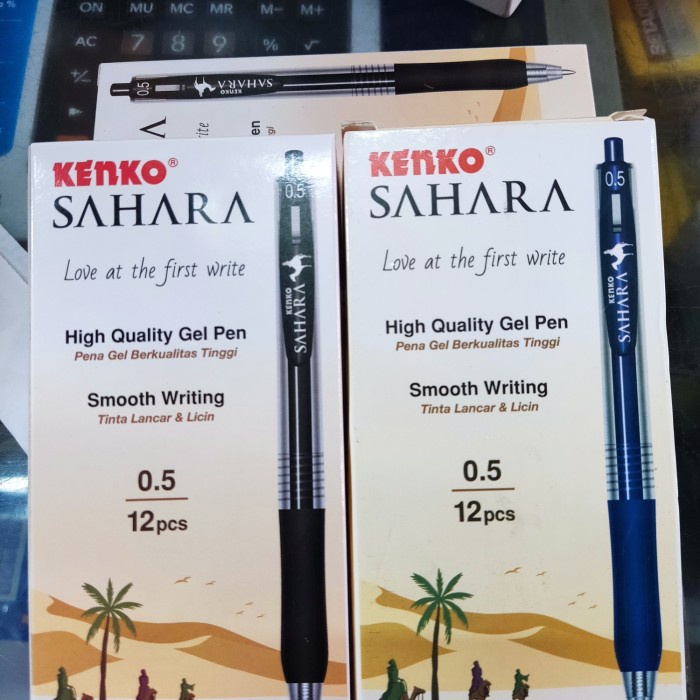 ON MU MRC M- M+
AC 7 8 9 % √
+/-
0.5 KENKO SAHARA
KENKO®
SAHARA
Love at the first write
High Quality Gel Pen
Pena Gel Berkualitas Tinggi
Smooth Writing
Tinta Lancar & Licin
0.5
12pcs
0.5
KENKO
SAHARA
KENKO®
SAHARA
Love at the first write
High Quality Gel Pen
Pena Gel Berkualitas Tinggi
Smooth Writing
Tinta Lancar & Licin
0.5
12pcs
0.5
KENKO
SAHARA